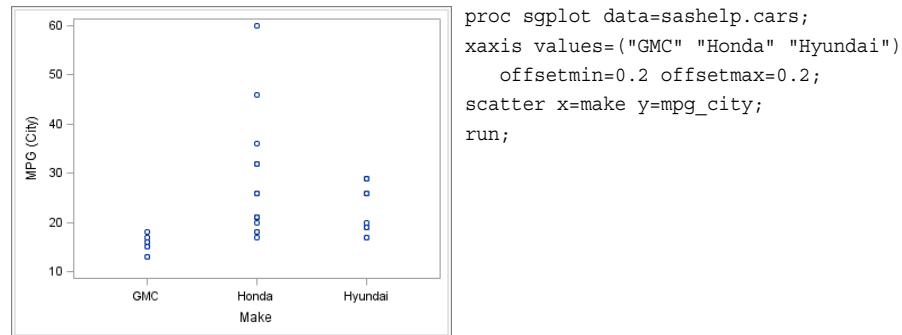 60
50
40
30
20
10
MPG (City)
GMC Honda Hyundai
Make
proc sgplot data=sashelp.cars;
xaxis values=("GMC" "Honda" "Hyundai")
   offsetmin=0.2 offsetmax=0.2;
scatter x=make y=mpg_city;
run;